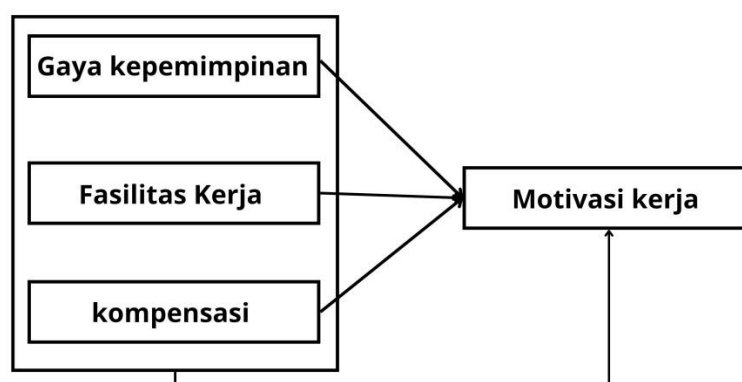 Gaya kepemimpinan
Fasilitas Kerja
Motivasi kerja
kompensasi